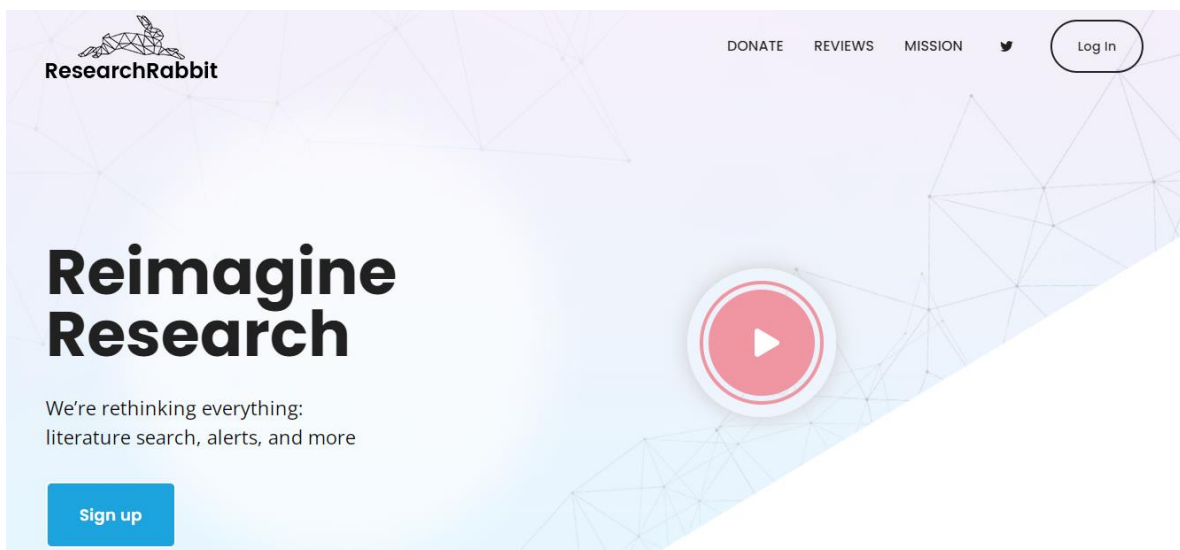 ResearchRabbit
DONATE REVIEWS MISSION Log In
Reimagine
Research
We’re rethinking everything:
literature search, alerts, and more
Sign up